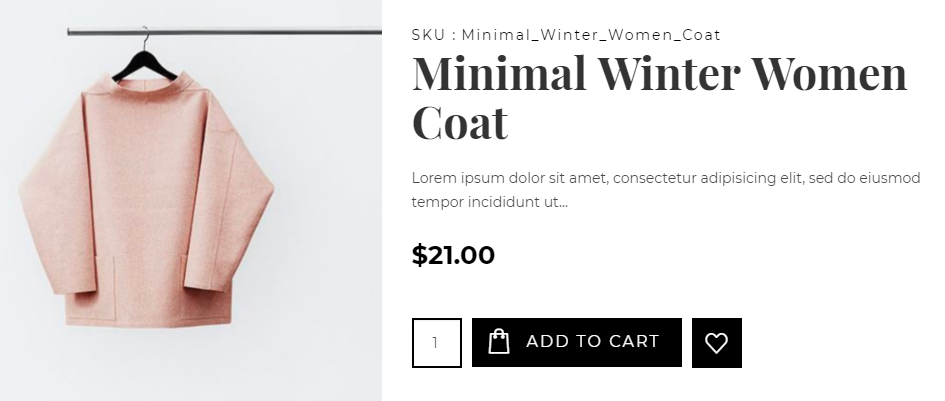 SKU : Minimal_Winter_Women_Coat
Minimal Winter Women
Coat
Lorem ipsum dolor sit amet, consectetur adipisicing elit, sed do eiusmod
tempor incididunt ut...
$21.00
1 ADD TO CART